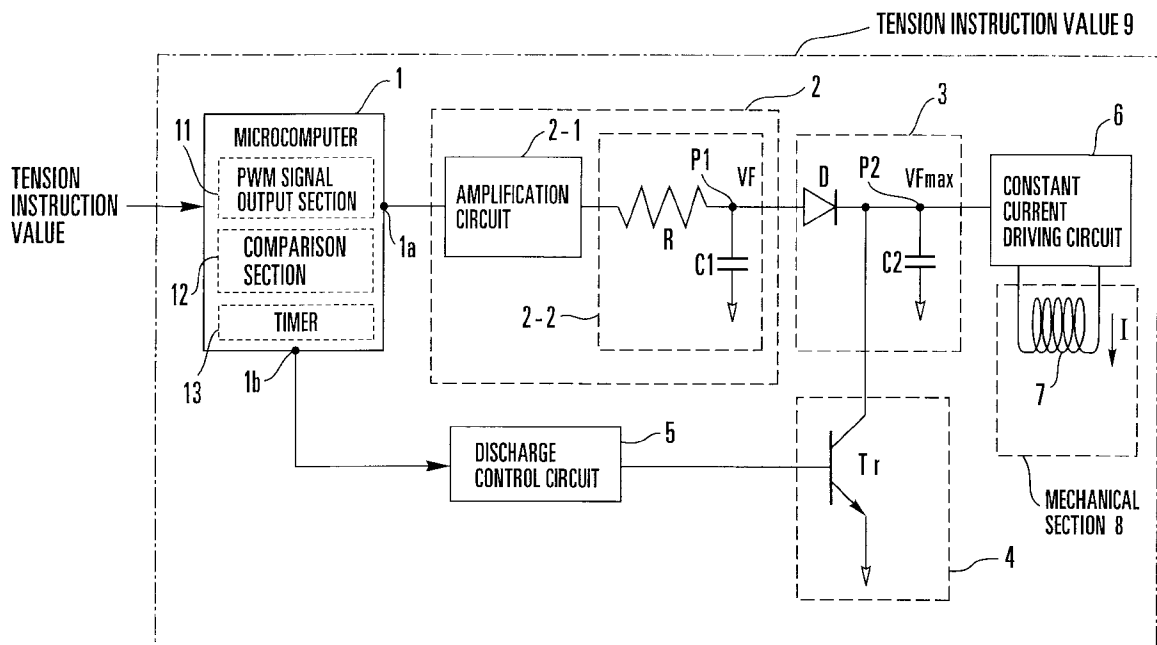 TENSION INSTRUCTION VALUE 9
1
MICROCOMPUTER
11
PWM SIGNAL
OUTPUT SECTION
COMPARISON
SECTION
12
TIMER
13
1a
1b
TENSION
INSTRUCTION
VALUE
2
2-1
AMPLIFICATION
CIRCUIT
2-2
R
P1
VF
C1
3
D
P2
VFmax
C2
6
CONSTANT
CURRENT
DRIVING CIRCUIT
I
7
MECHANICAL
SECTION 8
5
DISCHARGE
CONTROL CIRCUIT
Tr
4